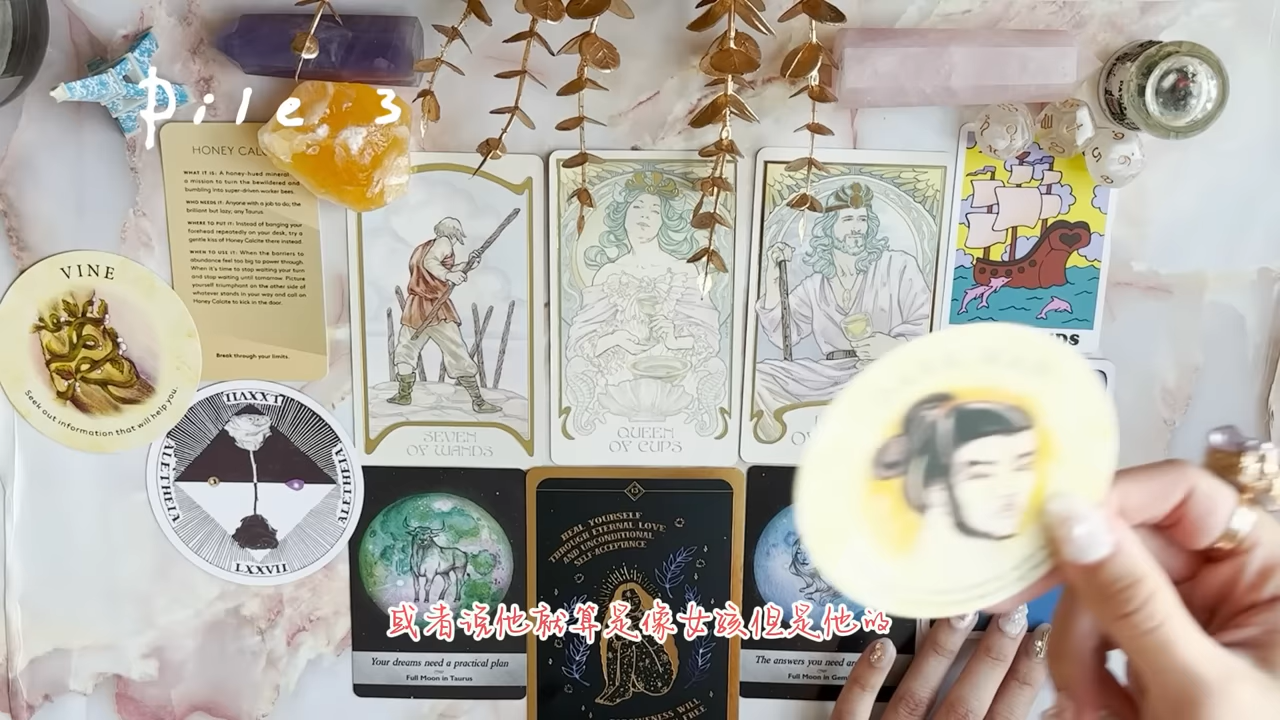 Pile 3
HONEY CALC
WHAT IT IS: A honey-hued mineral
a mission to turn the bewildered and
bumbling into super-driven worker bees.
WHO NEEDS IT: Anyone with a job to do; the
brilliant but lazy; any Taurus.
WHERE TO PUT IT: Instead of banging your
forehead repeatedly on your desk, try a
gentle kiss of Honey Calcite there instead.
WHEN TO USE IT: When the barriers to
abundance feel too big to power through.
When it's time to stop waiting your turn
and stop waiting until tomorrow. Picture
yourself triumphant on the other side of
whatever stands in your way and call on
Honey Calcite to kick in the door.
Break through your limits.
VINE
Seek out information that will help you.
LXXVII
ALETHEIA
ALETHEIA
LXXVII
SEVEN
OF WANDS
QUEEN
OF CUPS
DS
Your dreams need a practical plan
Full Moon in Taurus
13
HEAL YOURSELF
THROUGH ETERNAL LOVE
AND UNCONDITIONAL
SELF-ACCEPTANCE
The answers you need ar
Full Moon in Gem
或者说他就算是像女孩但是他的